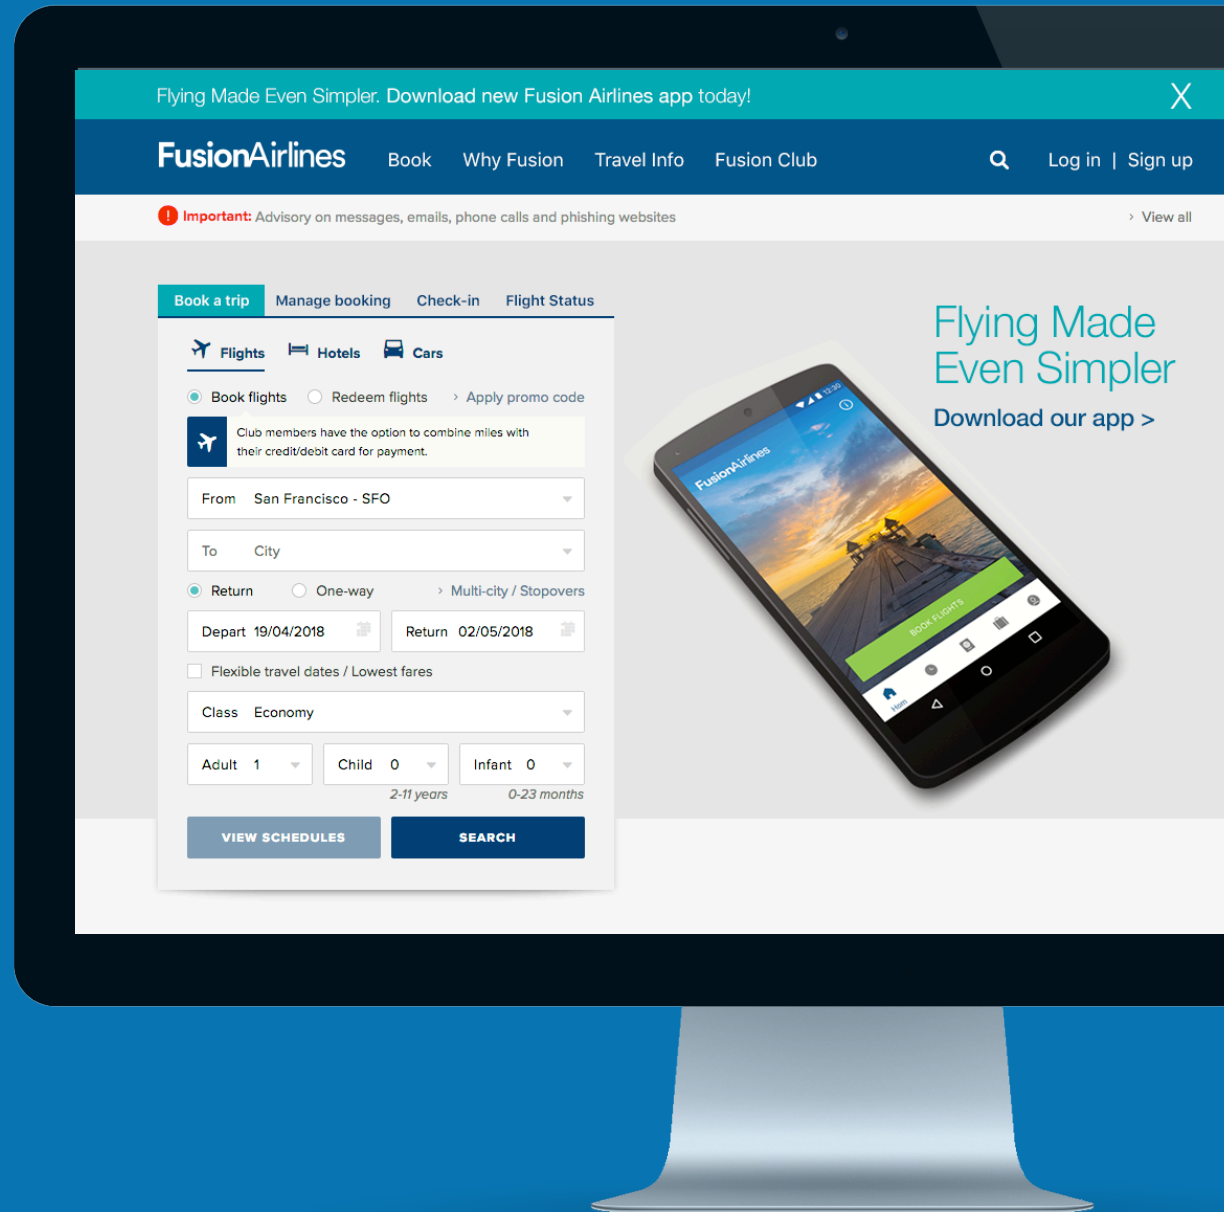 Flying Made Even Simpler. Download new Fusion Airlines app today! X
FusionAirlines Book Why Fusion Travel Info Fusion Club Log in | Sign up
! Important: Advisory on messages, emails, phone calls and phishing websites > View all
Book a trip Manage booking Check-in Flight Status
Flights Hotels Cars
Book flights Redeem flights > Apply promo code
Club members have the option to combine miles with
their credit/debit card for payment.
From San Francisco - SFO
To City
Return One-way > Multi-city / Stopovers
Depart 19/04/2018 Return 02/05/2018
Flexible travel dates / Lowest fares
Class Economy
Adult 1 Child 0 Infant 0
2-11 years 0-23 months
VIEW SCHEDULES SEARCH
Flying Made
Even Simpler
Download our app >
12:30
FusionAirlines
BOOK FLIGHTS
Hom